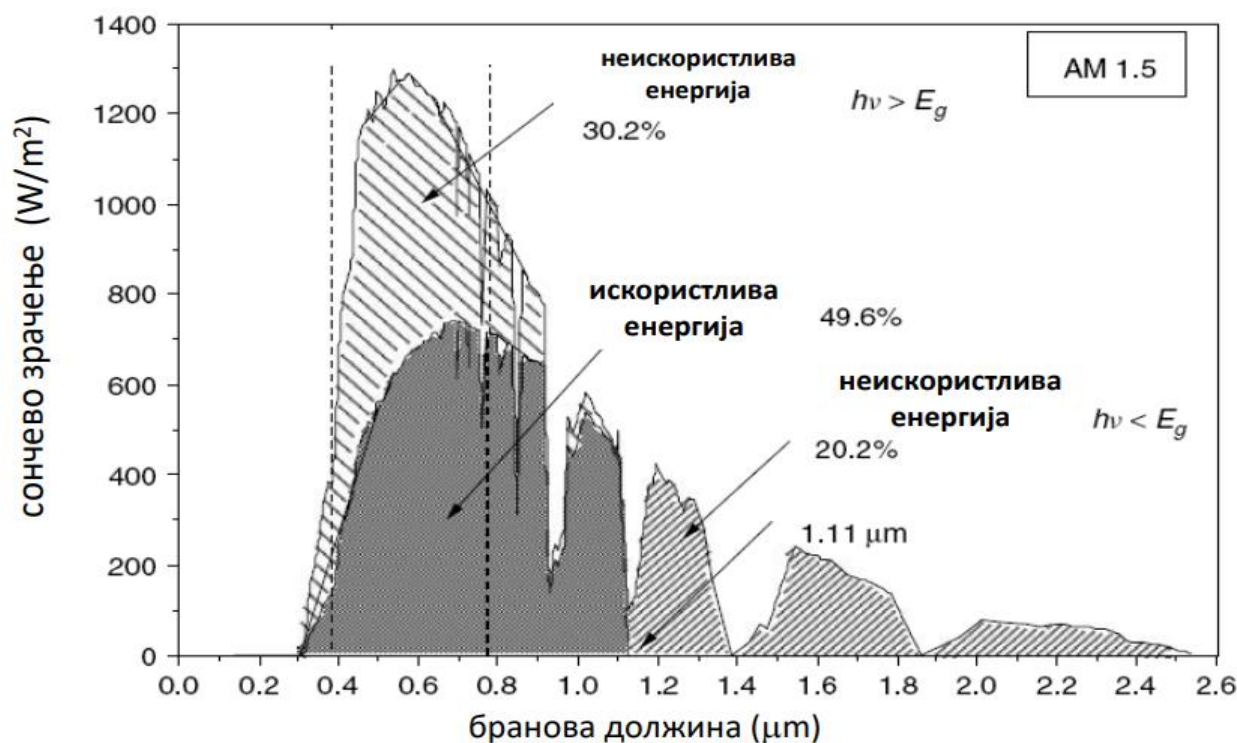 1400
1200
1000
800
600
400
200
0
сончево зрачење (W/m²)
неискористлива
енергија
30.2%
hν > E_g
AM 1.5
искористлива
енергија
49.6%
неискористлива
енергија
20.2%
hν < E_g
1.11 μm
0.0 0.2 0.4 0.6 0.8 1.0 1.2 1.4 1.6 1.8 2.0 2.2 2.4 2.6
бранова должина (μm)